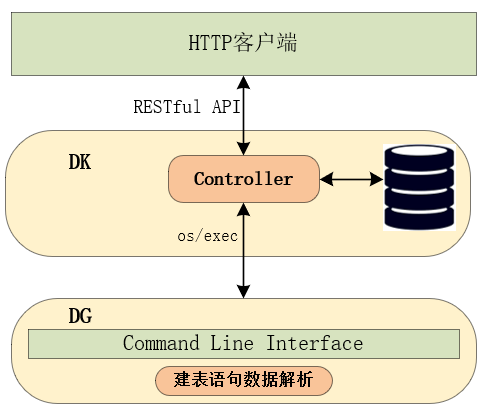 HTTP客户端
RESTful API
DK
Controller
os/exec
DG
Command Line Interface
建表语句数据解析